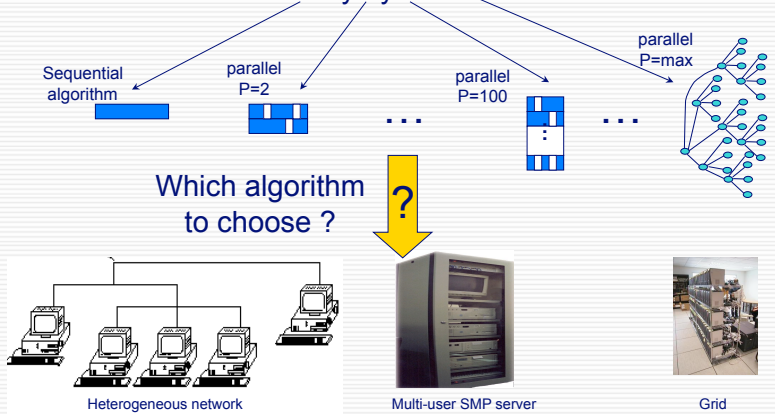 Sequential
algorithm
parallel
P=2
. . .
parallel
P=100
⋮
. . .
parallel
P=max
Which algorithm
to choose ?
?
Heterogeneous network
Multi-user SMP server
Grid